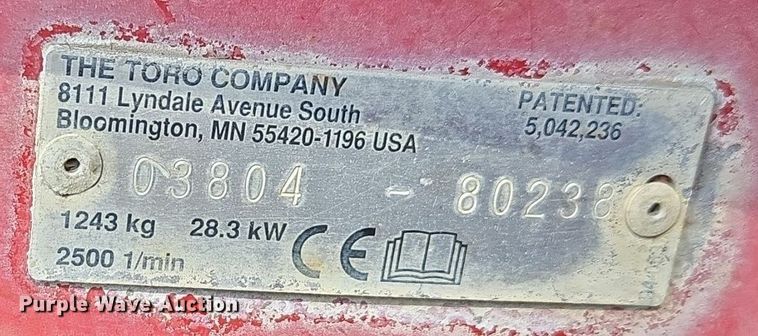 THE TORO COMPANY
8111 Lyndale Avenue South
Bloomington, MN 55420-1196 USA
PATENTED:
5,042,236
03804 - 80238
1243 kg 28.3 kW
2500 1/min
CE
Purple Wave Auction